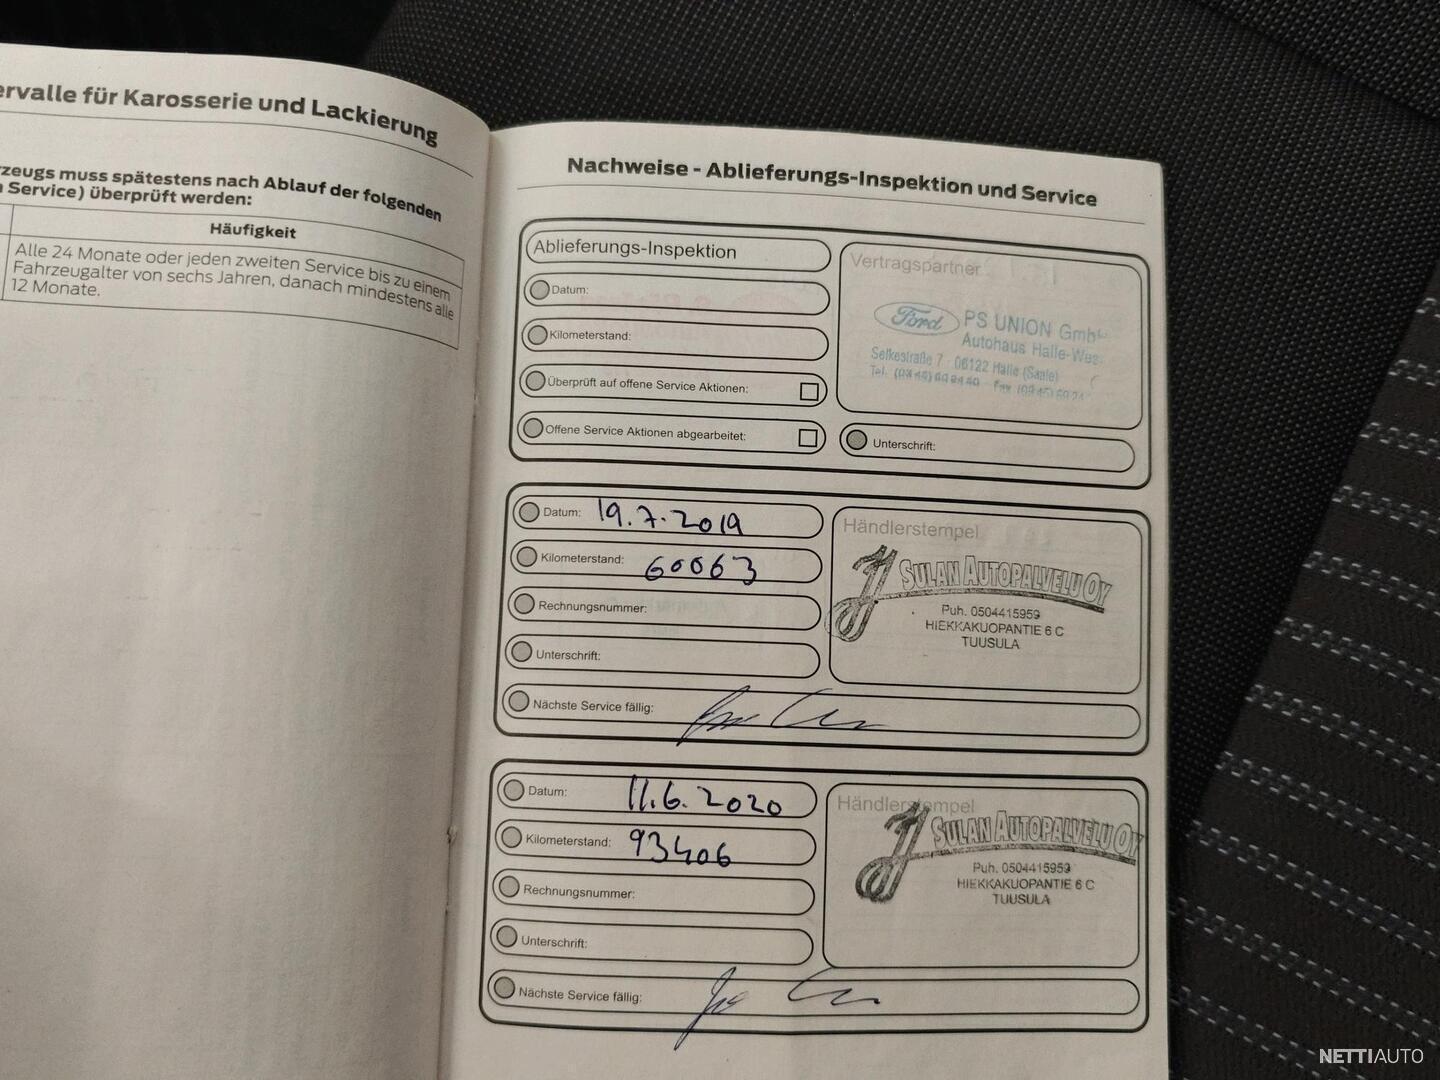 ervalle für Karosserie und Lackierung
zeugs muss spätestens nach Ablauf der folgenden
Service) überprüft werden:
Häufigkeit
Alle 24 Monate oder jeden zweiten Service bis zu einem
Fahrzeugalter von sechs Jahren, danach mindestens alle
12 Monate.
Nachweise - Ablieferungs-Inspektion und Service
Ablieferungs-Inspektion
Datum:
Kilometerstand:
Überprüft auf offene Service Aktionen:
Offene Service Aktionen abgearbeitet:
Vertragspartner
Ford
PS UNION GmbH
Autohaus Halle-Wes
Selkestraße 7 · 06122 Halle (Saale)
Tel. Fax
Unterschrift:
Datum: 19.7.2019
Kilometerstand: 60063
Rechnungsnummer:
Unterschrift:
Nächste Service fällig:
Händlerstempel
SULAN AUTOPALVELU OY
Puh. 0504415959
HIEKKAKUOPANTIE 6 C
TUUSULA
Datum: 11.6.2020
Kilometerstand: 93406
Rechnungsnummer:
Unterschrift:
Nächste Service fällig:
Händlerstempel
SULAN AUTOPALVELU OY
Puh. 0504415959
HIEKKAKUOPANTIE 6 C
TUUSULA
NETTIAUTO